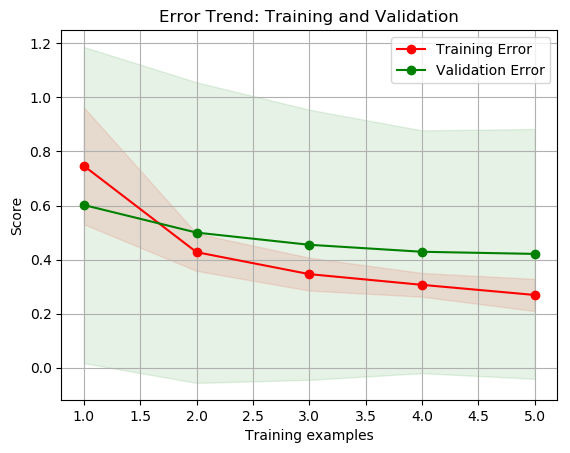 Error Trend: Training and Validation
Training Error
Validation Error
Score
1.2
1.0
0.8
0.6
0.4
0.2
0.0
1.0 1.5 2.0 2.5 3.0 3.5 4.0 4.5 5.0
Training examples